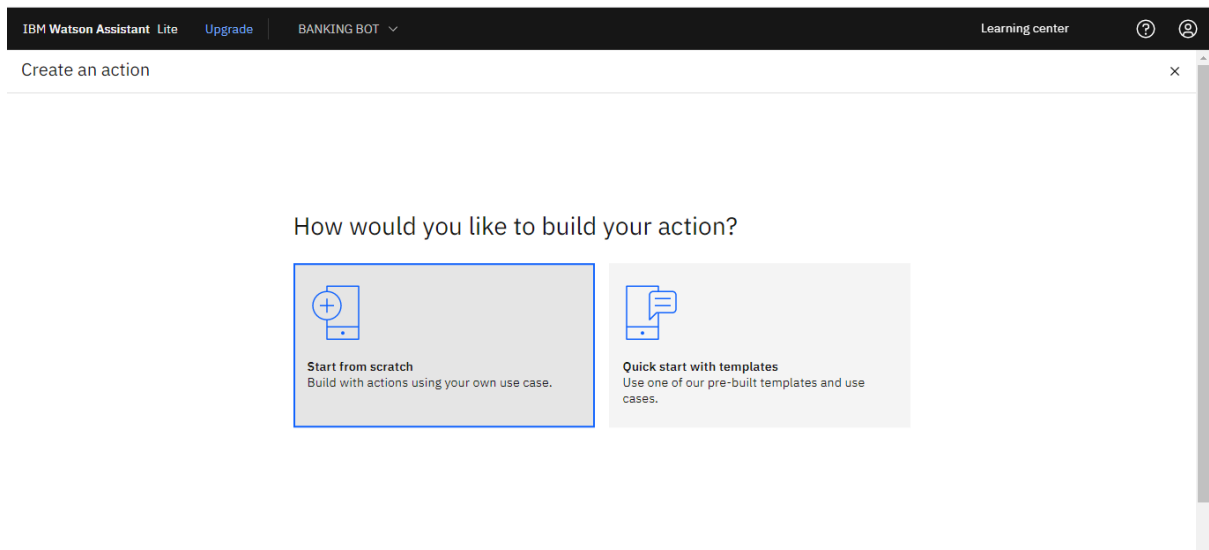 IBM Watson Assistant Lite Upgrade BANKING BOT Learning center
Create an action
How would you like to build your action?
Start from scratch
Build with actions using your own use case.
Quick start with templates
Use one of our pre-built templates and use
cases.